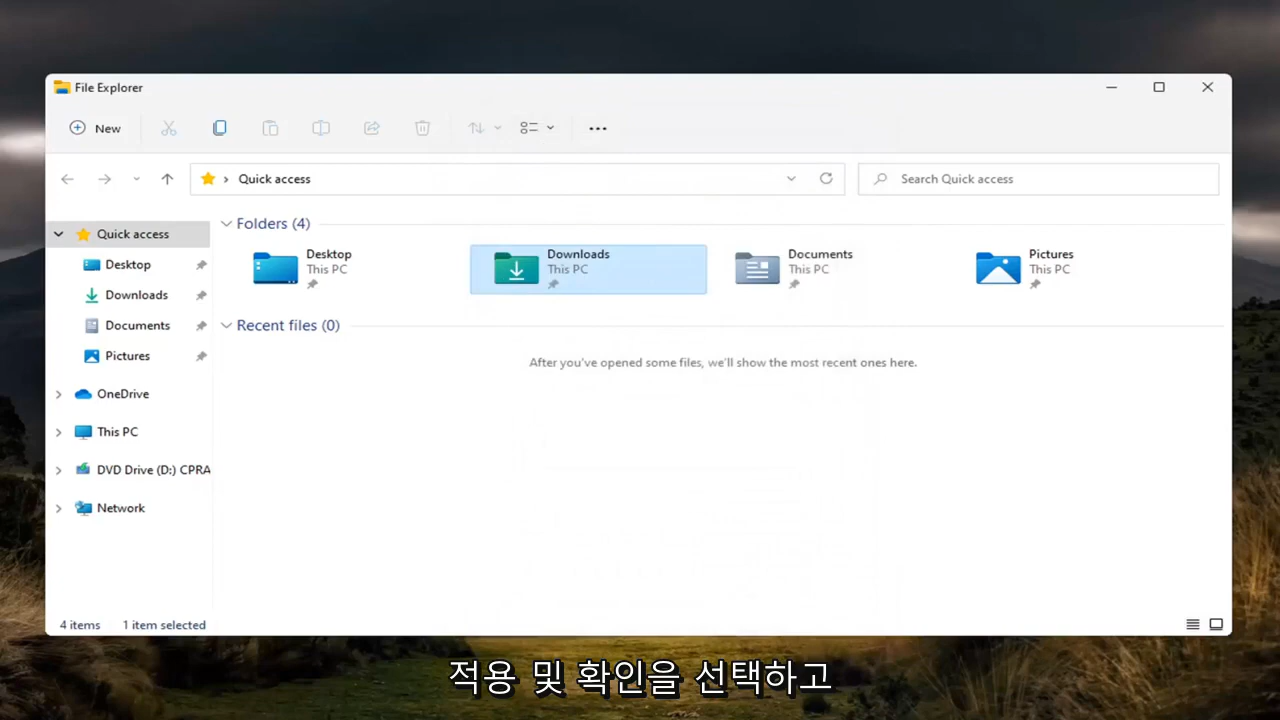 File Explorer
New
Quick access
Search Quick access
Quick access
Desktop
Downloads
Documents
Pictures
OneDrive
This PC
DVD Drive (D:) CPRA
Network
Folders (4)
Desktop
This PC
Downloads
This PC
Documents
This PC
Pictures
This PC
Recent files (0)
After you've opened some files, we'll show the most recent ones here.
4 items 1 item selected
적용 및 확인을 선택하고